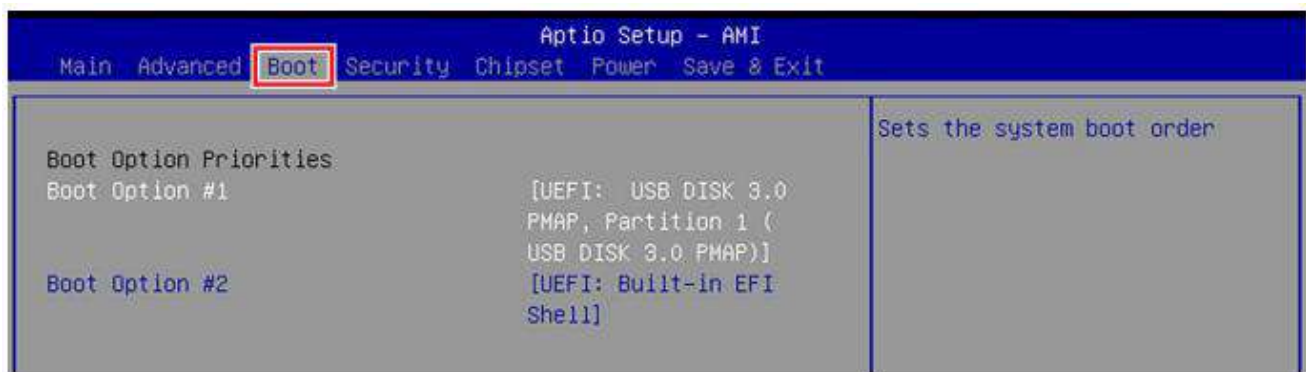 Aptio Setup – AMI
Main Advanced Boot Security Chipset Power Save & Exit
Sets the system boot order
Boot Option Priorities
Boot Option #1 [UEFI: USB DISK 3.0
PMAP, Partition 1 (
USB DISK 3.0 PMAP)]
Boot Option #2 [UEFI: Built-in EFI
Shell]